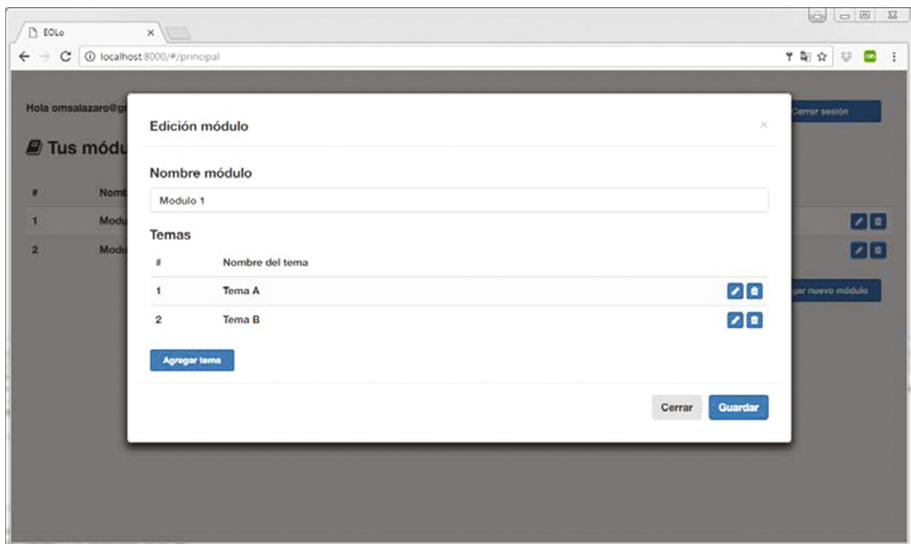 EOLo
localhost:8000/#/principal
Hola omsalazaro@g
Cerrar sesión
Tus módu
# Nomb
1 Modu
2 Modu
gar nuevo módulo
Edición módulo ×
Nombre módulo
Modulo 1
Temas
# Nombre del tema
1 Tema A
2 Tema B
Agregar tema
Cerrar Guardar